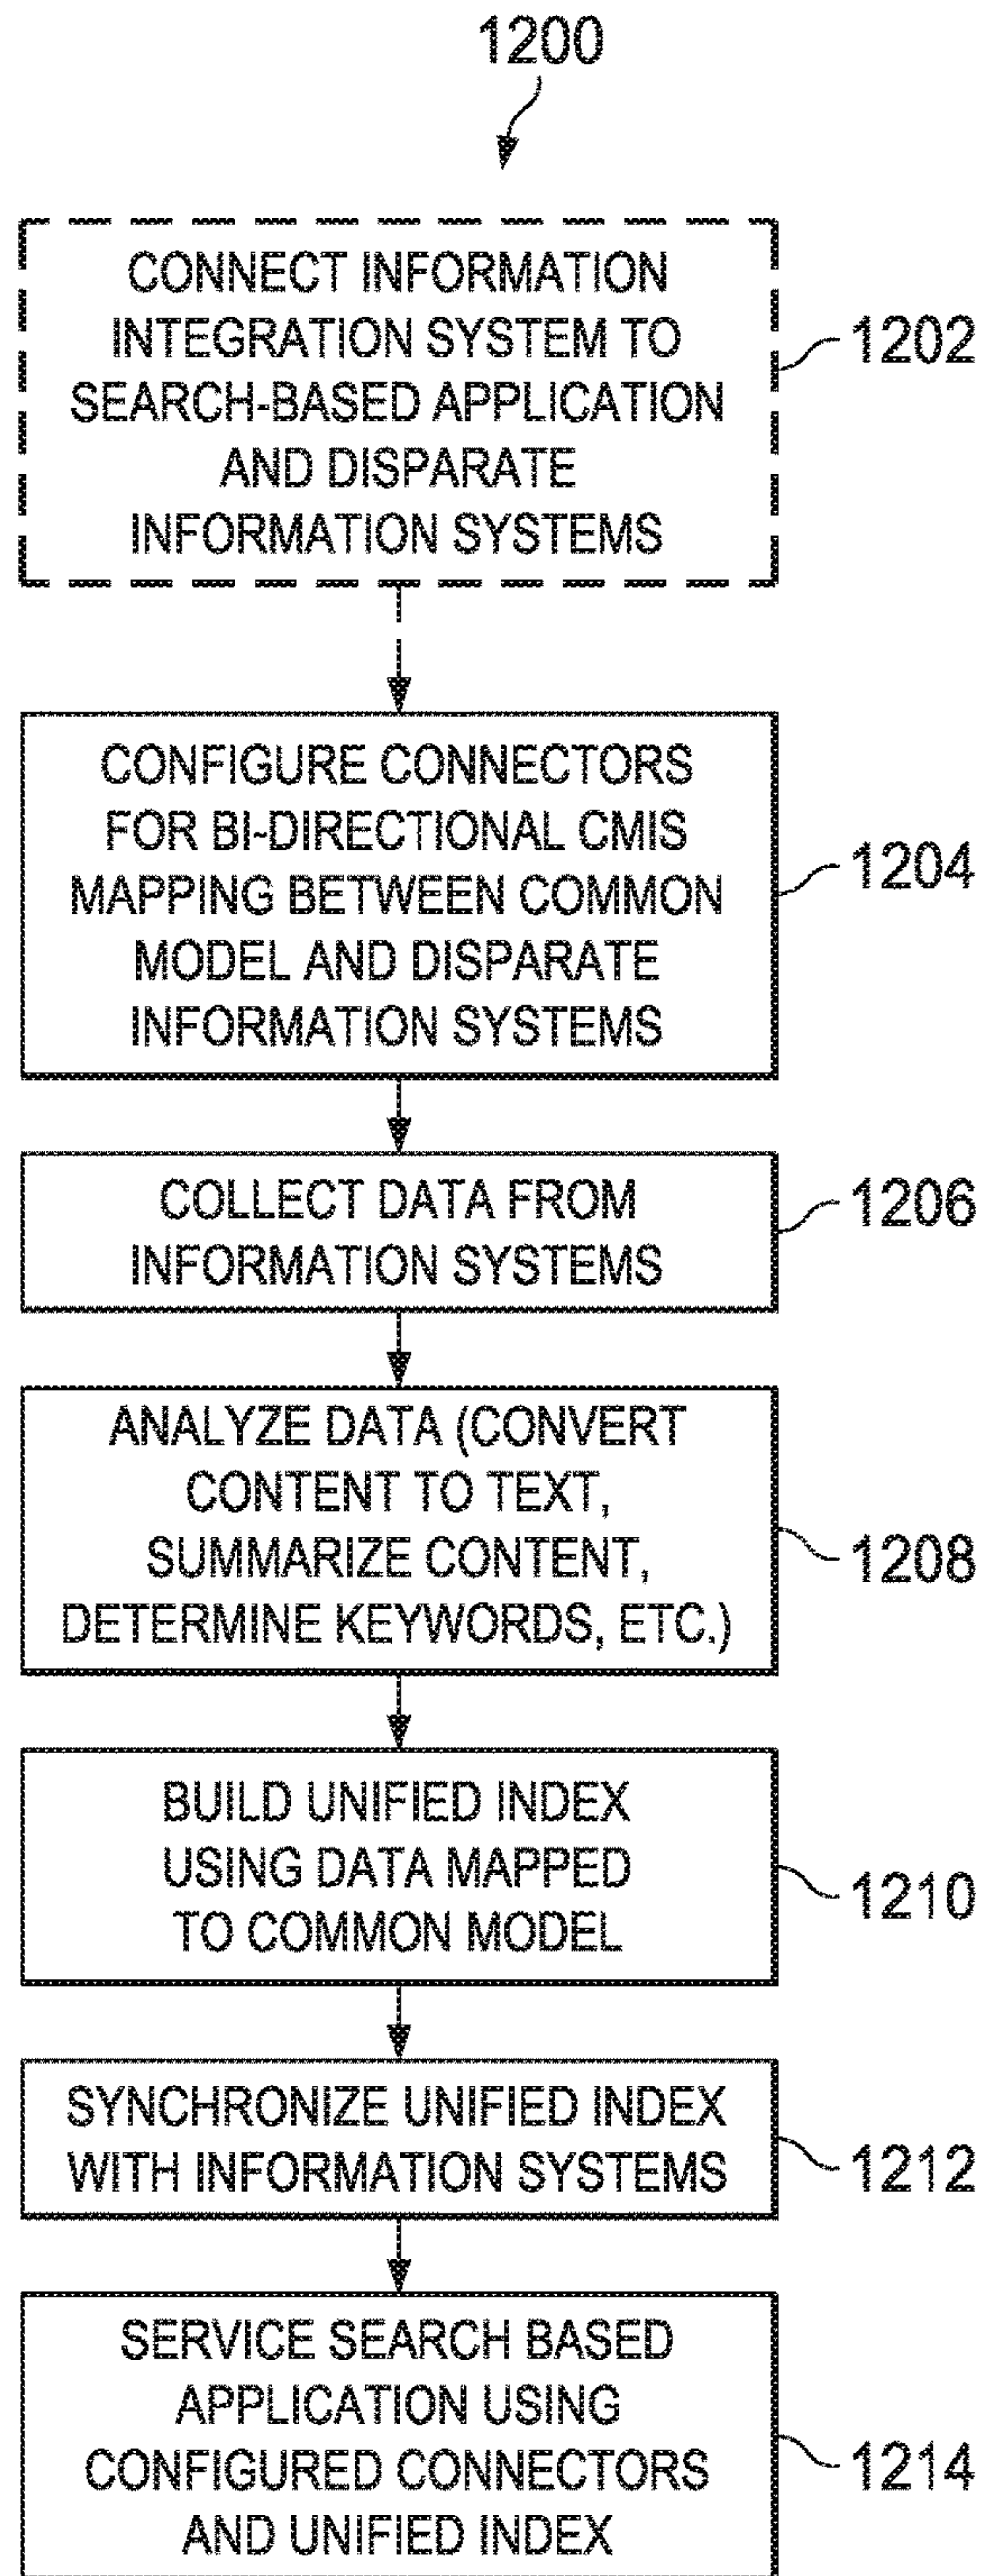 1200
CONNECT INFORMATION
INTEGRATION SYSTEM TO
SEARCH-BASED APPLICATION
AND DISPARATE
INFORMATION SYSTEMS
1202
CONFIGURE CONNECTORS
FOR BI-DIRECTIONAL CMIS
MAPPING BETWEEN COMMON
MODEL AND DISPARATE
INFORMATION SYSTEMS
1204
COLLECT DATA FROM
INFORMATION SYSTEMS
1206
ANALYZE DATA (CONVERT
CONTENT TO TEXT,
SUMMARIZE CONTENT,
DETERMINE KEYWORDS, ETC.)
1208
BUILD UNIFIED INDEX
USING DATA MAPPED
TO COMMON MODEL
1210
SYNCHRONIZE UNIFIED INDEX
WITH INFORMATION SYSTEMS
1212
SERVICE SEARCH BASED
APPLICATION USING
CONFIGURED CONNECTORS
AND UNIFIED INDEX
1214